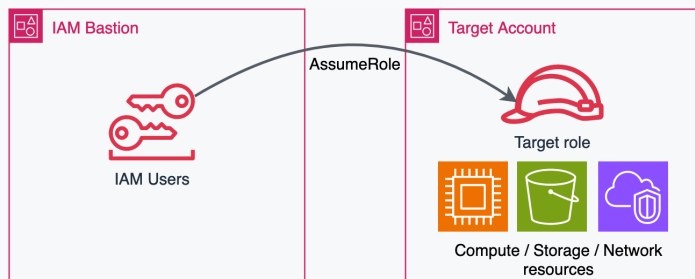 IAM Bastion
Target Account
AssumeRole
Target role
IAM Users
Compute / Storage / Network
resources